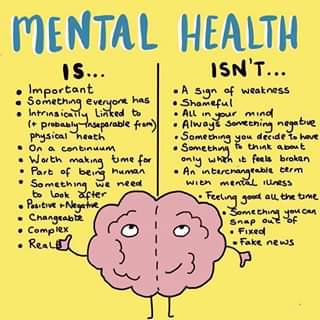 MENTAL HEALTH
IS...
• Important
• Something everyone has
• Intrinsically linked to
(+ probably inseparable from)
physical heath
• On a continuum
• Worth making time for
• Part of being human
• Something we need
to look after
• Positive + Negative
• Changeable
• Complex
• Real
ISN'T...
• A sign of weakness
• Shameful
• All in your mind
• Always something negative
• Something you decide to have
• Something to think about
only when it feels broken
• An interchangeable term
with mental illness
• Feeling good all the time
• Something you can
snap out of
• Fixed
• Fake news